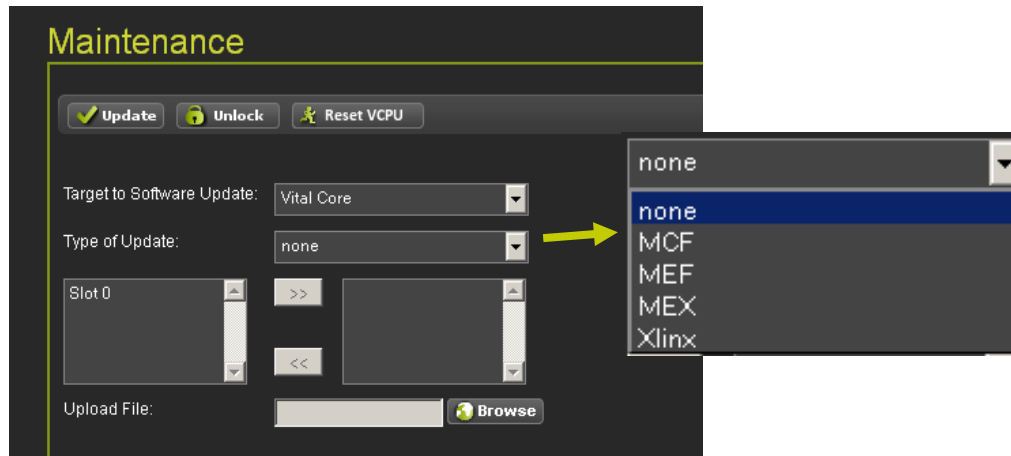 Maintenance
Update Unlock Reset VCPU
Target to Software Update: Vital Core
Type of Update: none
Slot 0 >>
<<
Upload File: Browse
none
none
MCF
MEF
MEX
Xlinx